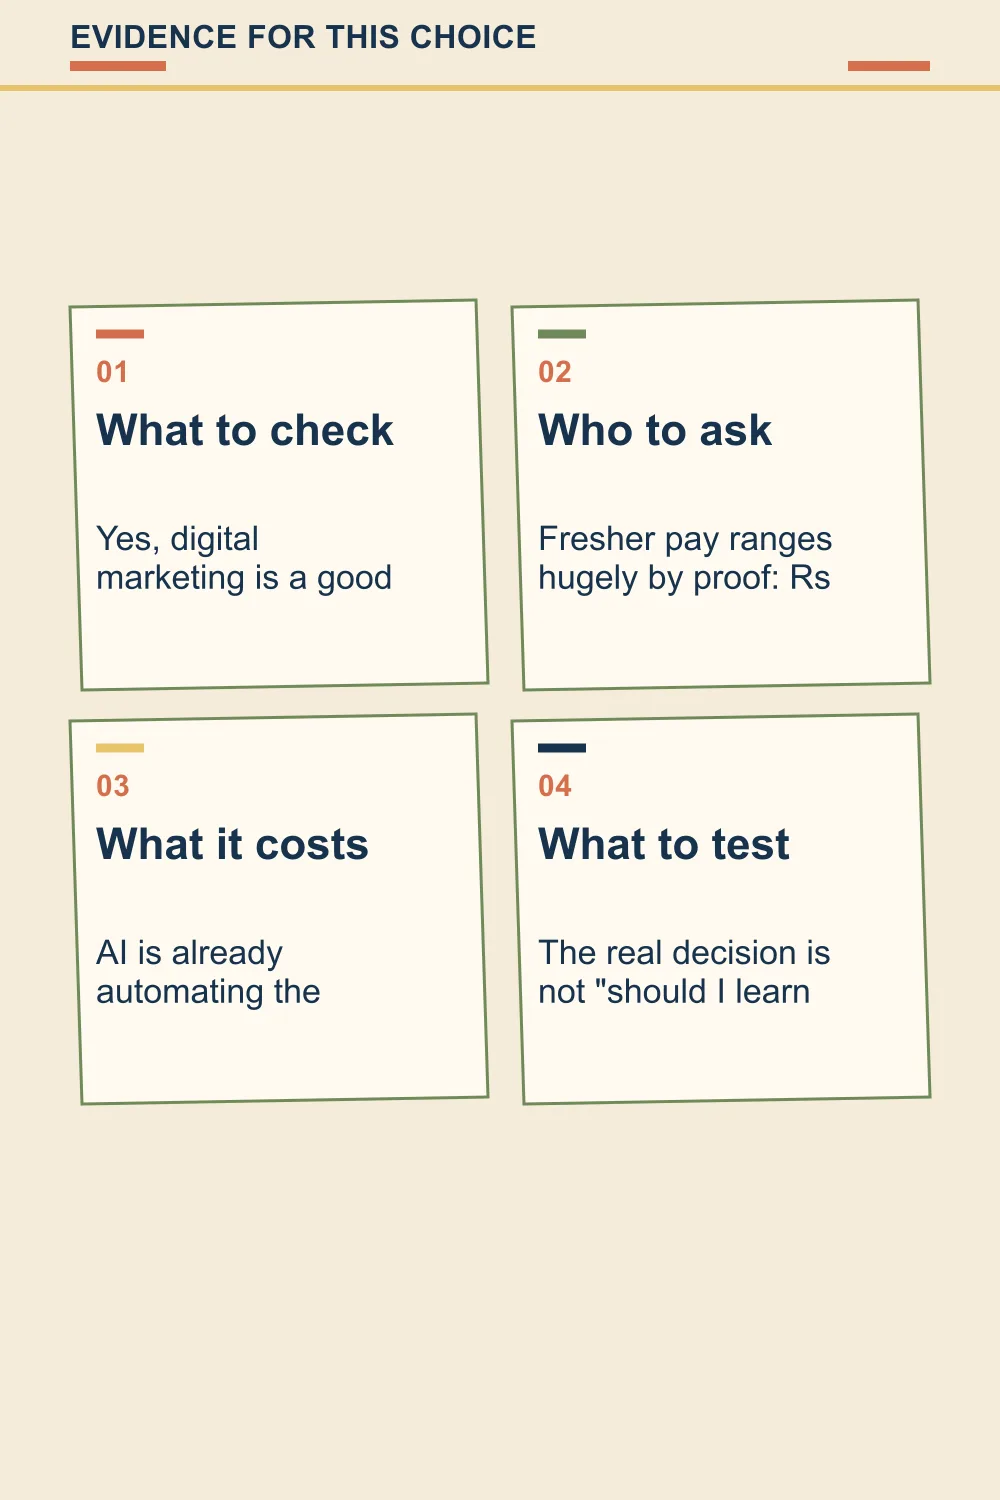 EVIDENCE FOR THIS CHOICE
01
What to check
Yes, digital
marketing is a good
02
Who to ask
Fresher pay ranges
hugely by proof: Rs
03
What it costs
AI is already
automating the
04
What to test
The real decision is
not "should I learn